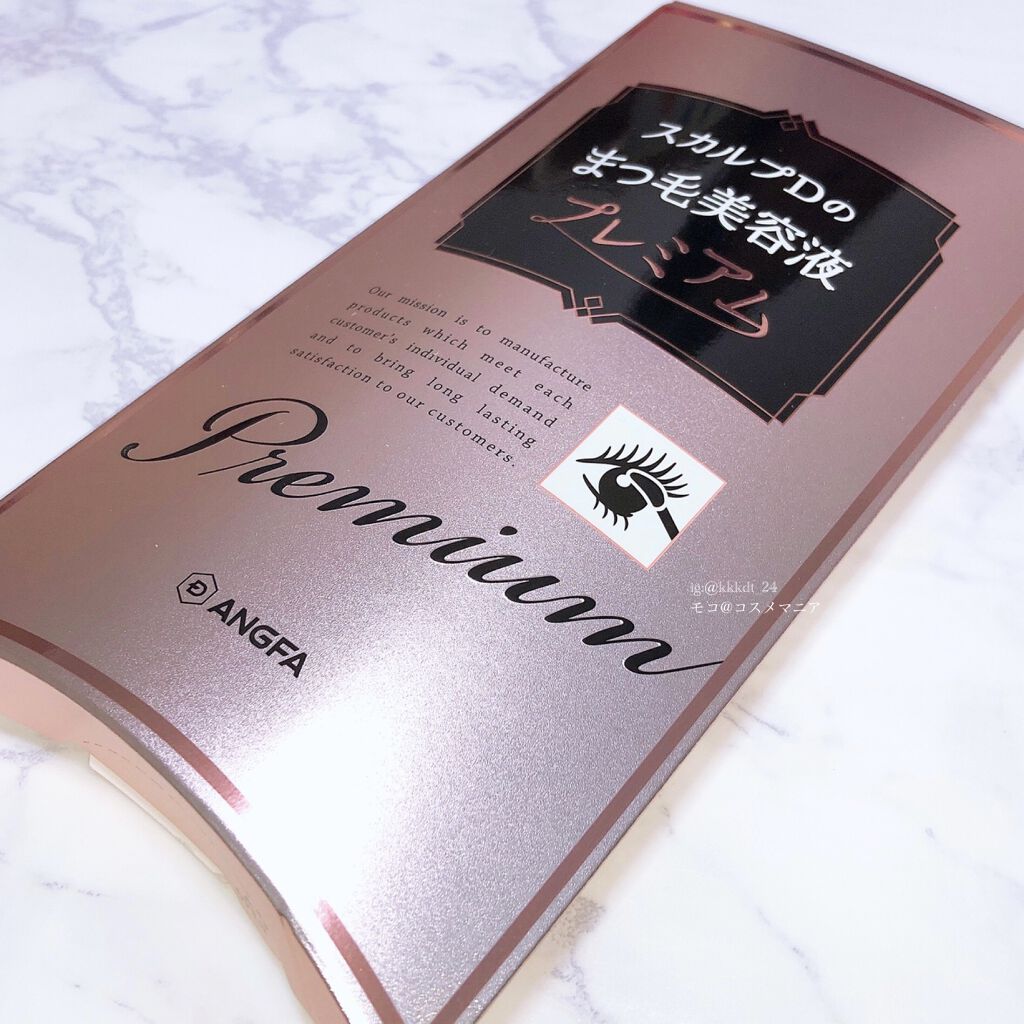 スカルプDの
まつ毛美容液
プレミアム
Our mission is to manufacture
products which meet each
customer's individual demand
and to bring long lasting
satisfaction to our customers.
Premium
ANGFA
ig:@kkkdt_24
モコ@コスメマニア